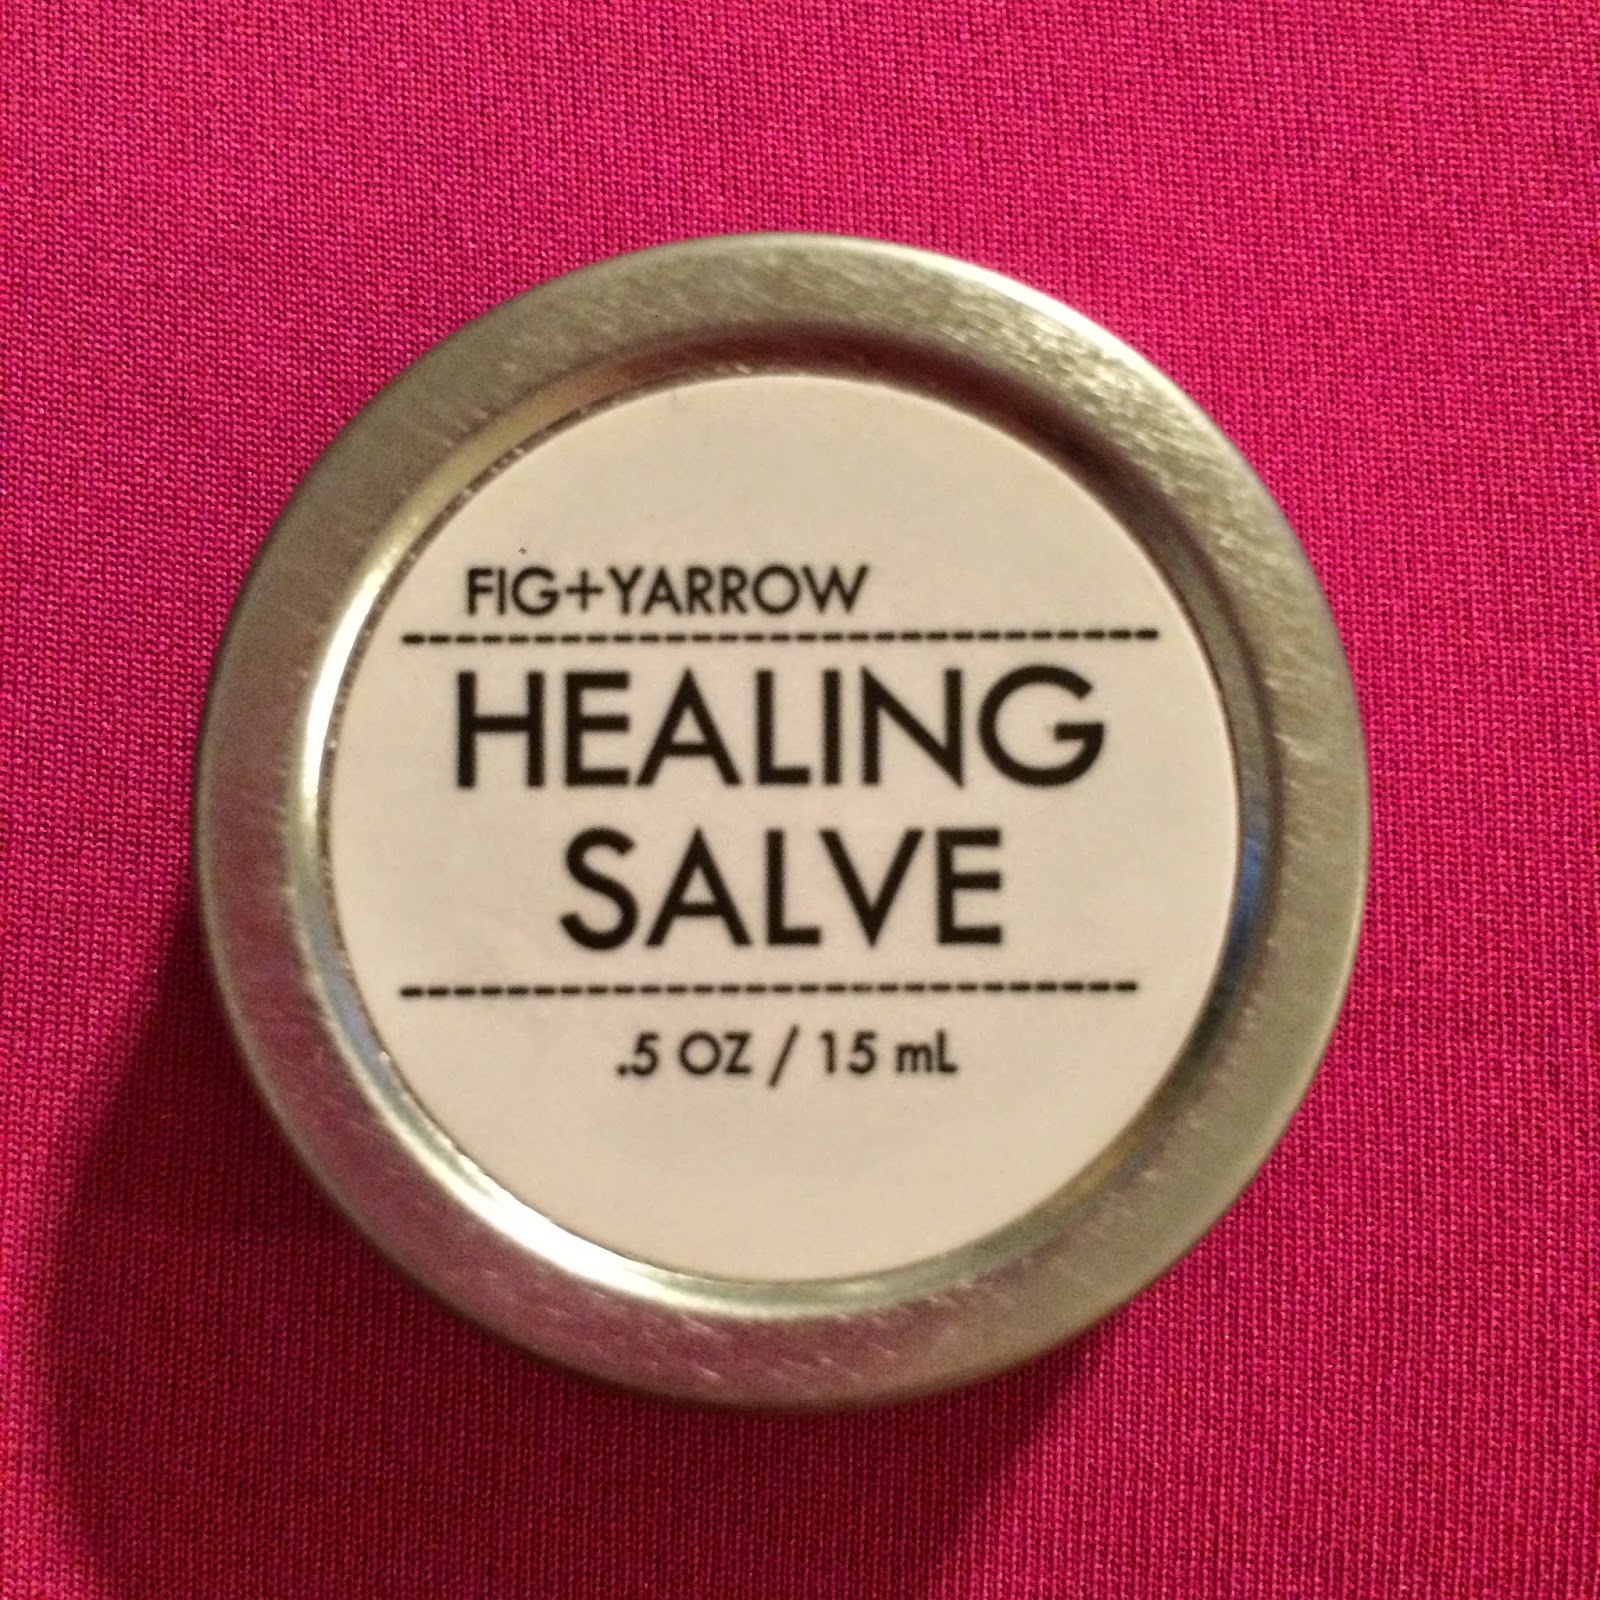 FIG+YARROW
HEALING
SALVE
.5 OZ / 15 mL